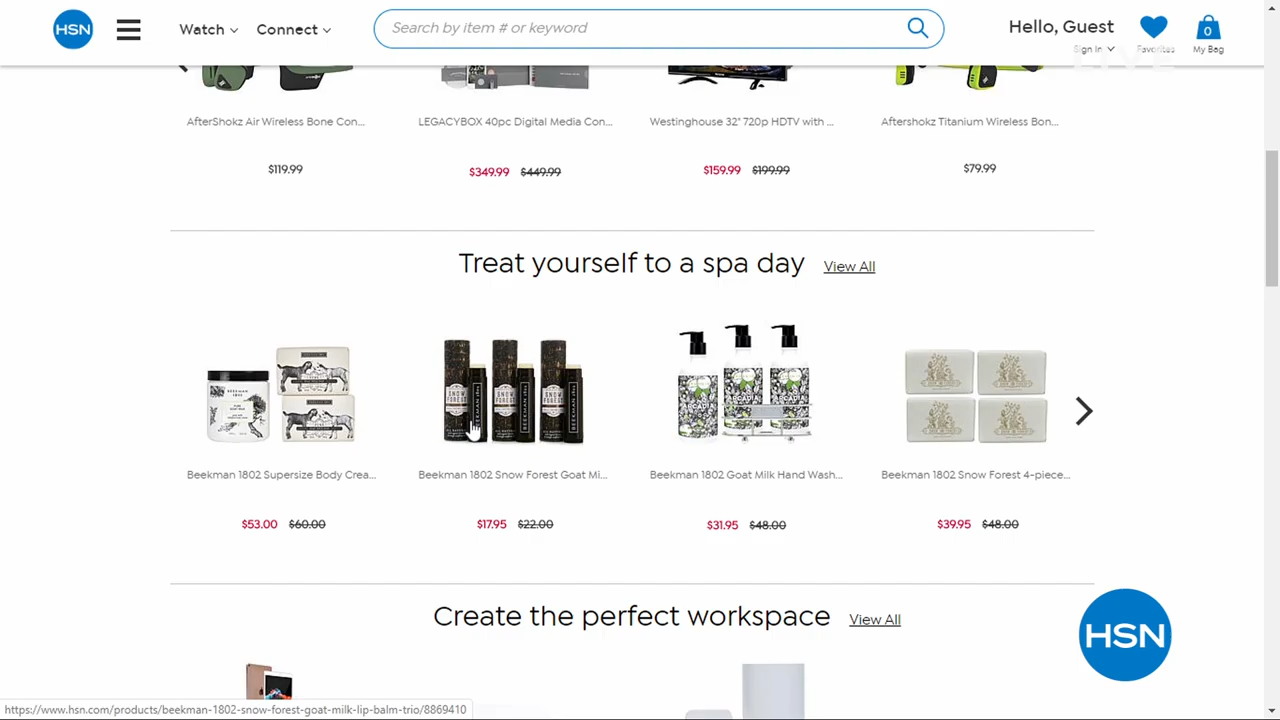 HSN
Watch
Connect
Search by item # or keyword
Hello, Guest
Sign In
Favorites
0
My Bag
AfterShokz Air Wireless Bone Con...
LEGACYBOX 40pc Digital Media Con...
Westinghouse 32" 720p HDTV with ...
Aftershokz Titanium Wireless Bon...
$119.99
$349.99 $449.99
$159.99 $199.99
$79.99
Treat yourself to a spa day View All
SNOW FOREST
BEEKMAN 1802
ARCADIA
Beekman 1802 Supersize Body Crea...
Beekman 1802 Snow Forest Goat Mi...
Beekman 1802 Goat Milk Hand Wash...
Beekman 1802 Snow Forest 4-piece...
$53.00 $60.00
$17.95 $22.00
$31.95 $48.00
$39.95 $48.00
Create the perfect workspace View All
HSN
https://www.hsn.com/products/beekman-1802-snow-forest-goat-milk-lip-balm-trio/8869410